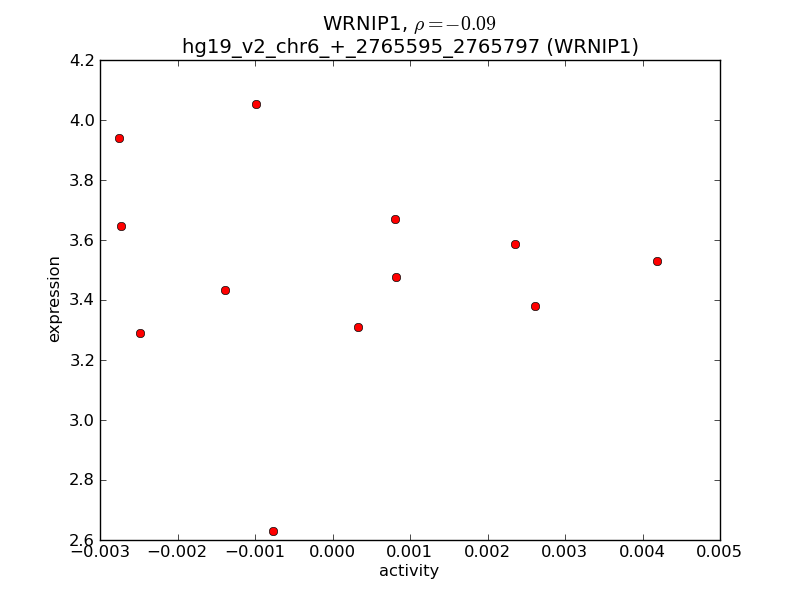 WRNIP1, ρ=−0.09
hg19_v2_chr6_+_2765595_2765797 (WRNIP1)
4.2
4.0
3.8
3.6
3.4
3.2
3.0
2.8
2.6
expression
−0.003 −0.002 −0.001 0.000 0.001 0.002 0.003 0.004 0.005
activity